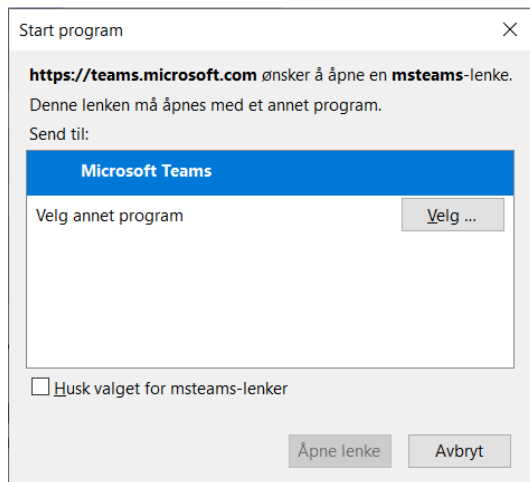 Start program
https://teams.microsoft.com ønsker å åpne en msteams-lenke.
Denne lenken må åpnes med et annet program.
Send til:
Microsoft Teams
Velg annet program
Velg ...
Husk valget for msteams-lenker
Åpne lenke
Avbryt